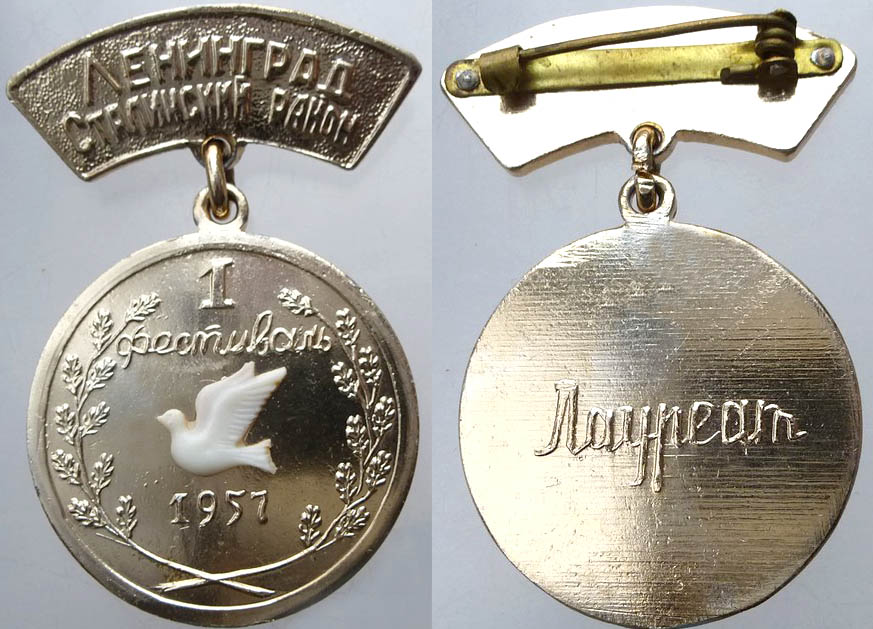 ЛЕНИНГРАД
СТАЛИНСКИЙ РАЙОН
1
фестиваль
1957
Лауреат